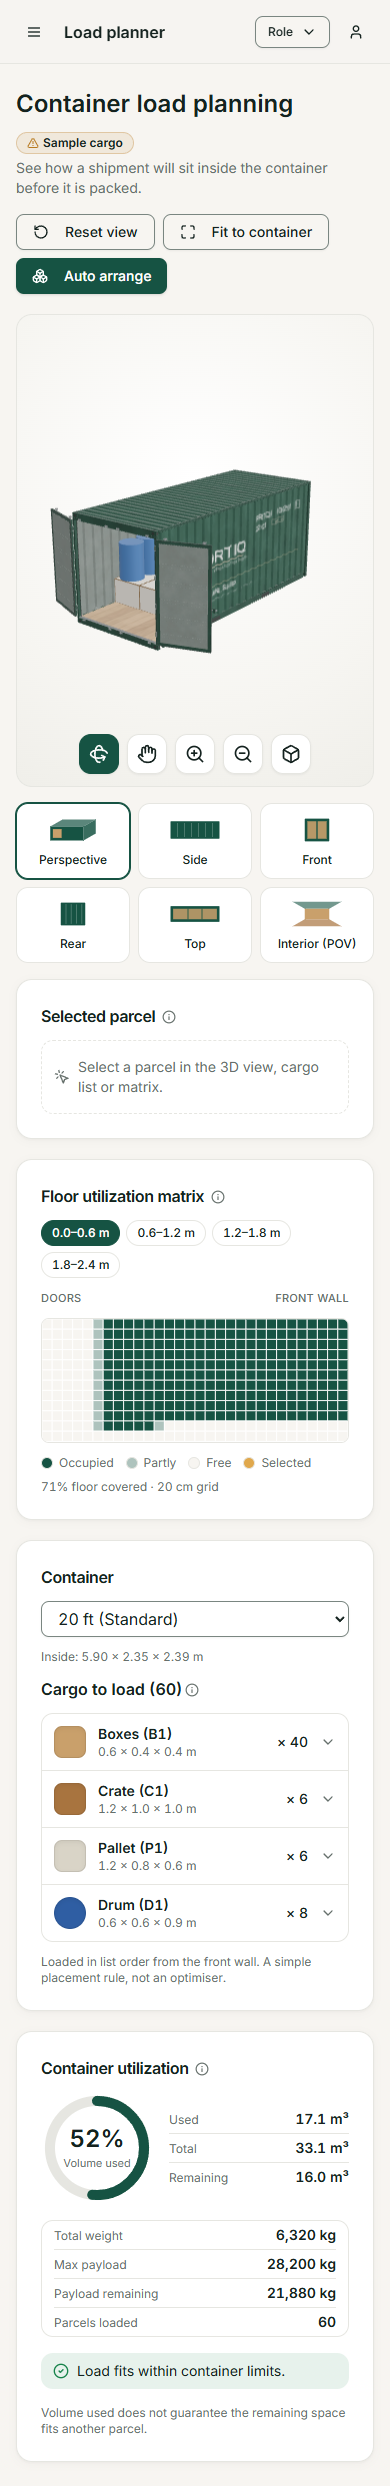 Load planner
Role
Container load planning
Sample cargo
See how a shipment will sit inside the container
before it is packed.
Reset view
Fit to container
Auto arrange
Perspective
Side
Front
Rear
Top
Interior (POV)
Selected parcel
Select a parcel in the 3D view, cargo
list or matrix.
Floor utilization matrix
0.0–0.6 m
0.6–1.2 m
1.2–1.8 m
1.8–2.4 m
DOORS
FRONT WALL
Occupied
Partly
Free
Selected
71% floor covered · 20 cm grid
Container
20 ft (Standard)
Inside: 5.90 × 2.35 × 2.39 m
Cargo to load (60)
Boxes (B1)
0.6 × 0.4 × 0.4 m
× 40
Crate (C1)
1.2 × 1.0 × 1.0 m
× 6
Pallet (P1)
1.2 × 0.8 × 0.6 m
× 6
Drum (D1)
0.6 × 0.6 × 0.9 m
× 8
Loaded in list order from the front wall. A simple
placement rule, not an optimiser.
Container utilization
52%
Volume used
Used 17.1 m³
Total 33.1 m³
Remaining 16.0 m³
Total weight 6,320 kg
Max payload 28,200 kg
Payload remaining 21,880 kg
Parcels loaded 60
Load fits within container limits.
Volume used does not guarantee the remaining space
fits another parcel.